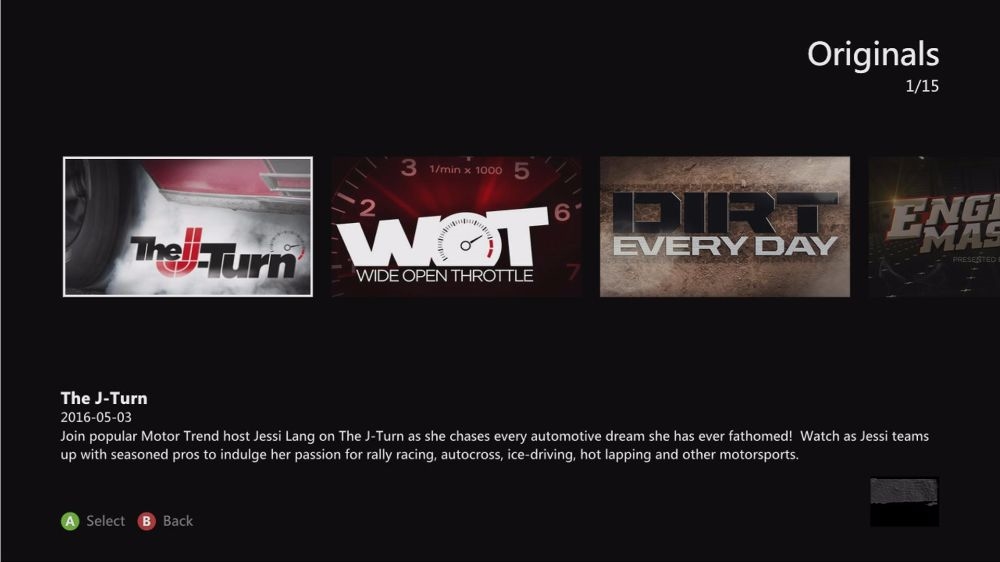 Originals
1/15
The J-Turn
3 1/min x 1000 5
2 6
7
WOT
WIDE OPEN THROTTLE
DIRT
EVERY DAY
ENGI
MAS
PRESENTED
The J-Turn
2016-05-03
Join popular Motor Trend host Jessi Lang on The J-Turn as she chases every automotive dream she has ever fathomed! Watch as Jessi teams
up with seasoned pros to indulge her passion for rally racing, autocross, ice-driving, hot lapping and other motorsports.
A Select B Back